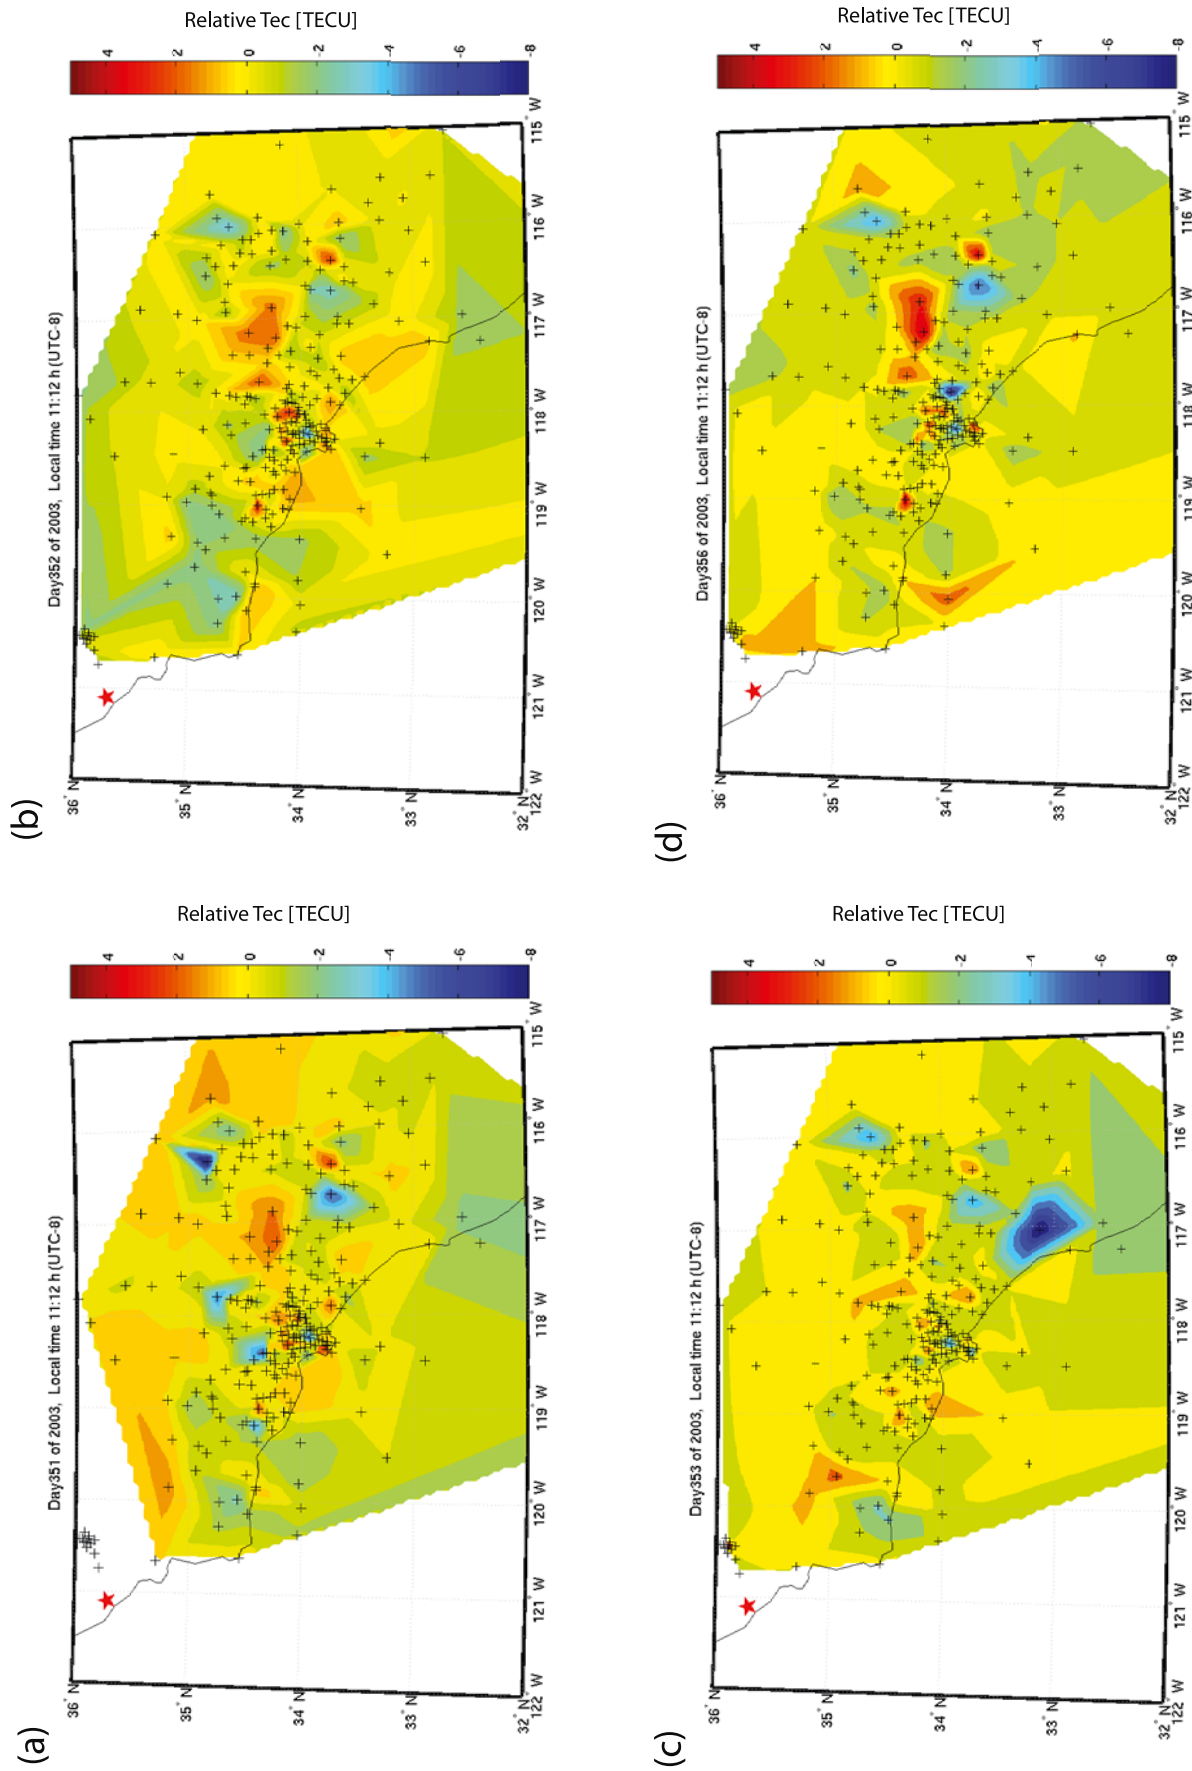 (a)
Day351 of 2003, Local time 11:12 h (UTC-8)
36° N
35° N
34° N
33° N
32° N
122° W
121° W
120° W
119° W
118° W
117° W
116° W
115° W
Relative Tec [TECU]
4
2
0
-2
-4
-6
-8
(b)
Day352 of 2003, Local time 11:12 h (UTC-8)
36° N
35° N
34° N
33° N
32° N
122° W
121° W
120° W
119° W
118° W
117° W
116° W
115° W
Relative Tec [TECU]
4
2
0
-2
-4
-6
-8
(c)
Day353 of 2003, Local time 11:12 h (UTC-8)
36° N
35° N
34° N
33° N
32° N
122° W
121° W
120° W
119° W
118° W
117° W
116° W
115° W
Relative Tec [TECU]
4
2
0
-2
-4
-6
-8
(d)
Day356 of 2003, Local time 11:12 h (UTC-8)
36° N
35° N
34° N
33° N
32° N
122° W
121° W
120° W
119° W
118° W
117° W
116° W
115° W
Relative Tec [TECU]
4
2
0
-2
-4
-6
-8